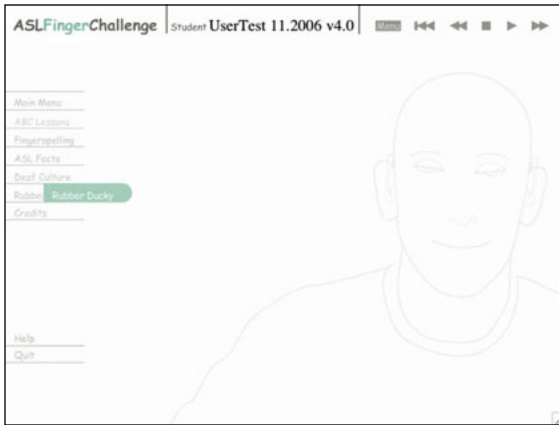 ASLFingerChallenge Student UserTest 11.2006 v4.0 Menu
Main Menu
ABC Lessons
Fingerspelling
ASL Facts
Deaf Culture
Rubbe Rubber Ducky
Credits
Help
Quit